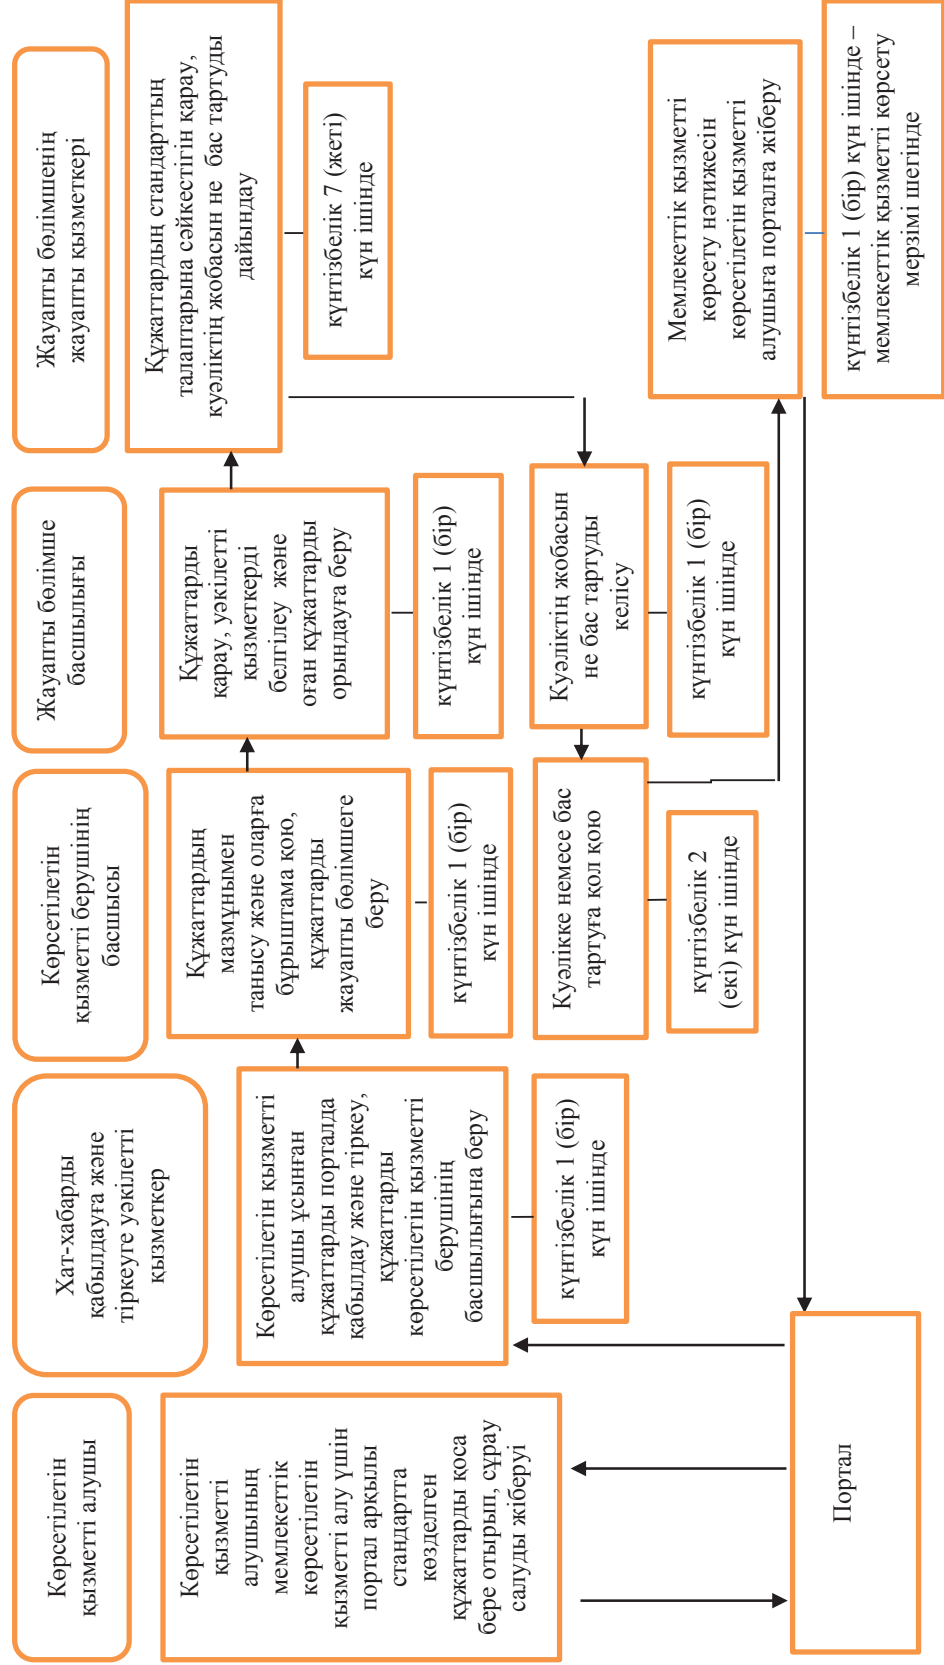 Көрсетілетін
қызметті алушы
Хат-хабарды
қабылдауға және
тіркеуге уәкілетті
қызметкер
Көрсетілетін
қызметті берушінің
басшысы
Жауапты бөлімше
басшылығы
Жауапты бөлімшенің
жауапты қызметкері
Көрсетілетін
қызметті
алушының
мемлекеттік
көрсетілетін
қызметті алу үшін
портал арқылы
стандартта
көзделген
құжаттарды қоса
бере отырып, сұрау
салуды жіберуі
Көрсетілетін қызметті
алушы ұсынған
құжаттарды порталда
қабылдау және тіркеу,
құжаттарды
көрсетілетін қызметті
берушінің
басшылығына беру
күнтізбелік 1 (бір)
күн ішінде
Құжаттардың
мазмұнымен
танысу және оларға
бұрыштама қою,
құжаттарды
жауапты бөлімшеге
беру
күнтізбелік 1 (бір)
күн ішінде
Құжаттарды
қарау, уәкілетті
қызметкерді
белгілеу және
оған құжаттарды
орындауға беру
күнтізбелік 1 (бір)
күн ішінде
Құжаттардың стандарттың
талаптарына сәйкестігін қарау,
куәліктің жобасын не бас тартуды
дайындау
күнтізбелік 7 (жеті)
күн ішінде
Куәліктің жобасын
не бас тартуды
келісу
күнтізбелік 1 (бір)
күн ішінде
Куәлікке немесе бас
тартуға қол қою
күнтізбелік 2
(екі) күн ішінде
Мемлекеттік қызметті
көрсету нәтижесін
көрсетілетін қызметті
алушыға порталға жіберу
күнтізбелік 1 (бір) күн ішінде –
мемлекеттік қызметті көрсету
мерзімі шегінде
Портал